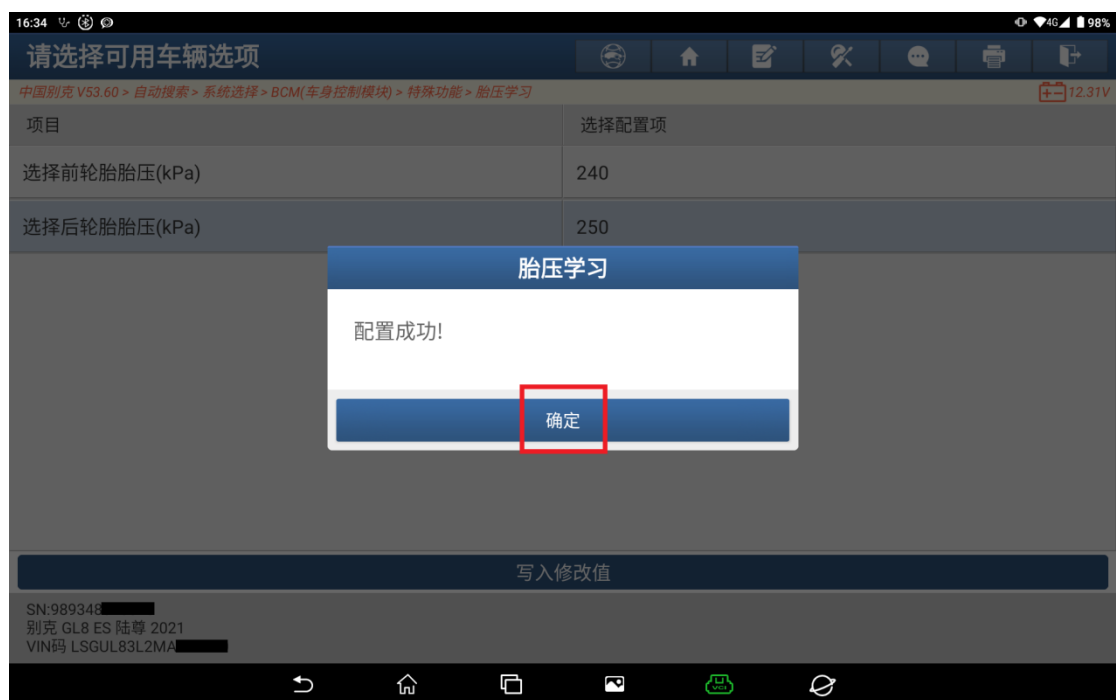 16:34
4G 98%
请选择可用车辆选项
中国别克 V53.60 > 自动搜索 > 系统选择 > BCM(车身控制模块) > 特殊功能 > 胎压学习
12.31V
项目
选择配置项
选择前轮胎胎压(kPa)
240
选择后轮胎胎压(kPa)
250
胎压学习
配置成功!
确定
写入修改值
SN:989348
别克 GL8 ES 陆尊 2021
VIN码 LSGUL83L2MA
VCI